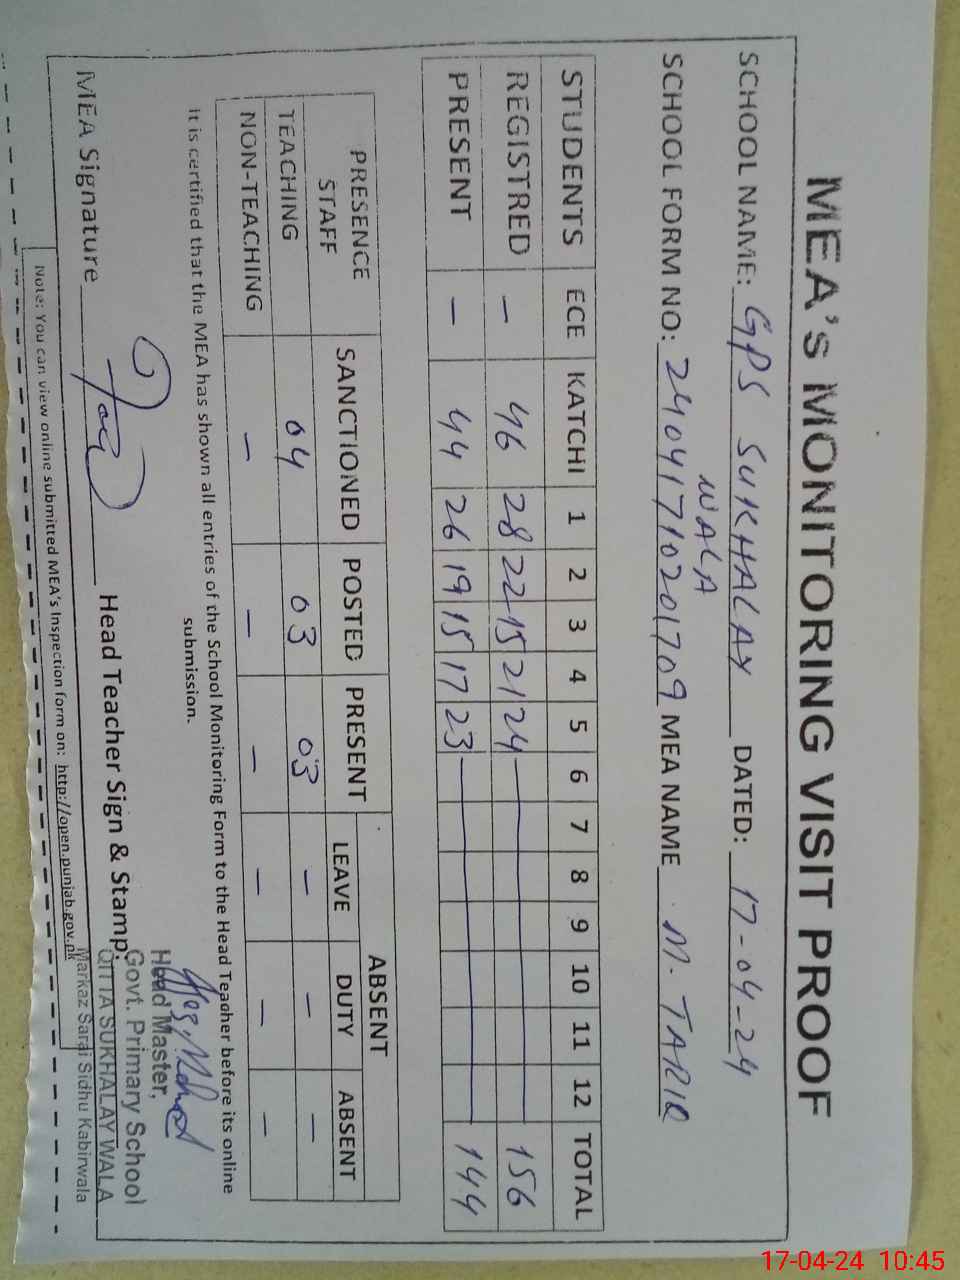 MEA's MONITORING VISIT PROOF
SCHOOL NAME: GPS SUKHALAY DATED: 17-04-24
WALA
SCHOOL FORM NO: 24041710201709 MEA NAME M. TARIQ
STUDENTS ECE KATCHI 1 2 3 4 5 6 7 8 9 10 11 12 TOTAL
REGISTRED – 46 28 22 15 21 24 156
PRESENT – 44 26 19 15 17 23 144
PRESENCE STAFF SANCTIONED POSTED PRESENT ABSENT
LEAVE DUTY ABSENT
TEACHING 04 03 03 – – –
NON-TEACHING – – – – – –
It is certified that the MEA has shown all entries of the School Monitoring Form to the Head Teacher before its online
submission.
MEA Signature Head Teacher Sign & Stamp:
Head Master,
Govt. Primary School
QITTA SUKHALAY WALA
Markaz Sarai Sidhu Kabirwala
Note: You can view online submitted MEA's Inspection form on: http://open.punjab.gov.pk
17-04-24 10:45